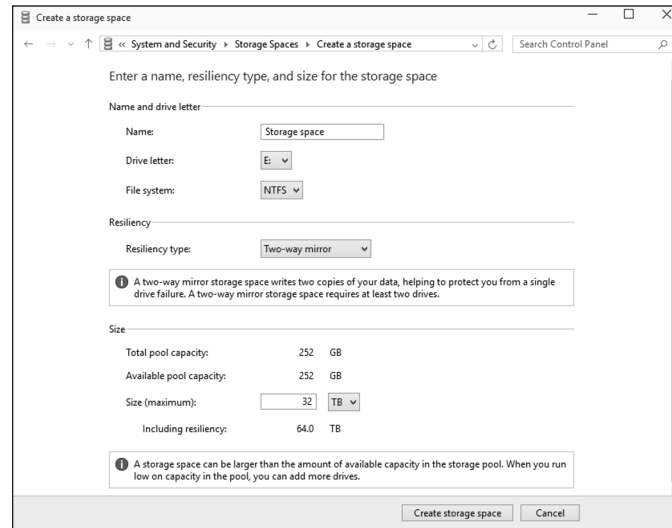 Create a storage space
« System and Security › Storage Spaces › Create a storage space
Search Control Panel
Enter a name, resiliency type, and size for the storage space
Name and drive letter
Name: Storage space
Drive letter: E:
File system: NTFS
Resiliency
Resiliency type: Two-way mirror
A two-way mirror storage space writes two copies of your data, helping to protect you from a single
drive failure. A two-way mirror storage space requires at least two drives.
Size
Total pool capacity: 252 GB
Available pool capacity: 252 GB
Size (maximum): 32 TB
Including resiliency: 64.0 TB
A storage space can be larger than the amount of available capacity in the storage pool. When you run
low on capacity in the pool, you can add more drives.
Create storage space Cancel